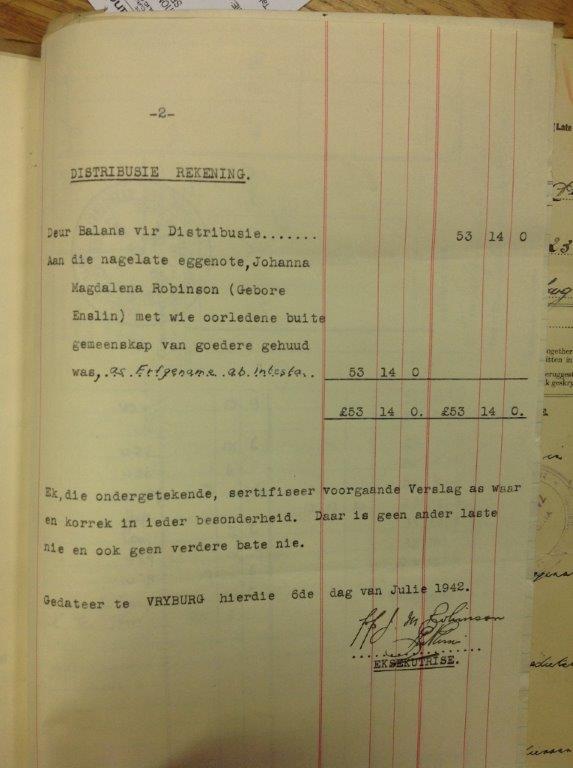 -2-
DISTRIBUSIE REKENING.
Deur Balans vir Distribusie....... 53 14 0
Aan die nagelate eggenote, Johanna
Magdalena Robinson (Gebore
Enslin) met wie oorledene buite
gemeenskap van goedere gehuud
was, as Erfgename ab intesta.. 53 14 0
£53 14 0. £53 14 0.
Ek, die ondergetekende, sertifiseer voorgaande Verslag as waar
en korrek in ieder besonderheid. Daar is geen ander laste
nie en ook geen verdere bate nie.
Gedateer te VRYBURG hierdie 6de dag van Julie 1942.
J. M. Robinson
EKSEKUTRISE.